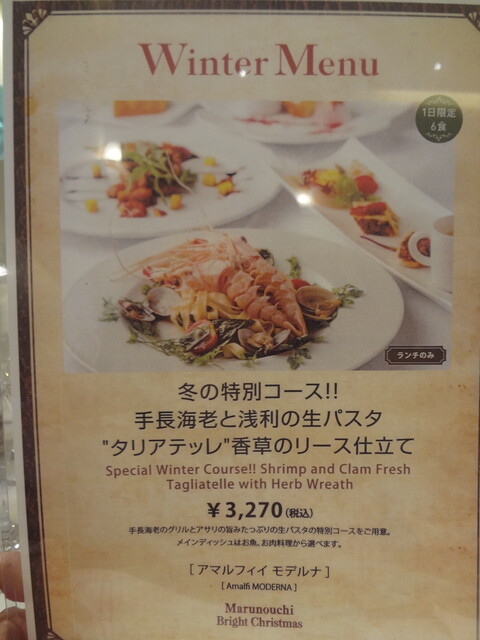 Winter Menu
1日限定
6食
ランチのみ
冬の特別コース!!
手長海老と浅利の生パスタ
"タリアテッレ"香草のリース仕立て
Special Winter Course!! Shrimp and Clam Fresh
Tagliatelle with Herb Wreath
¥3,270(税込)
手長海老のグリルとアサリの旨みたっぷりの生パスタの特別コースをご用意。
メインディッシュはお魚、お肉料理から選べます。
[ アマルフィイ モデルナ ]
[ Amalfi MODERNA ]
Marunouchi
Bright Christmas